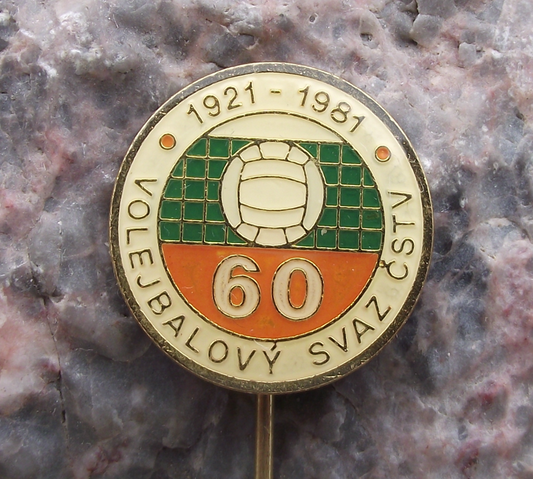 1921 - 1981
60
VOLEJBALOVÝ SVAZ ČSTV